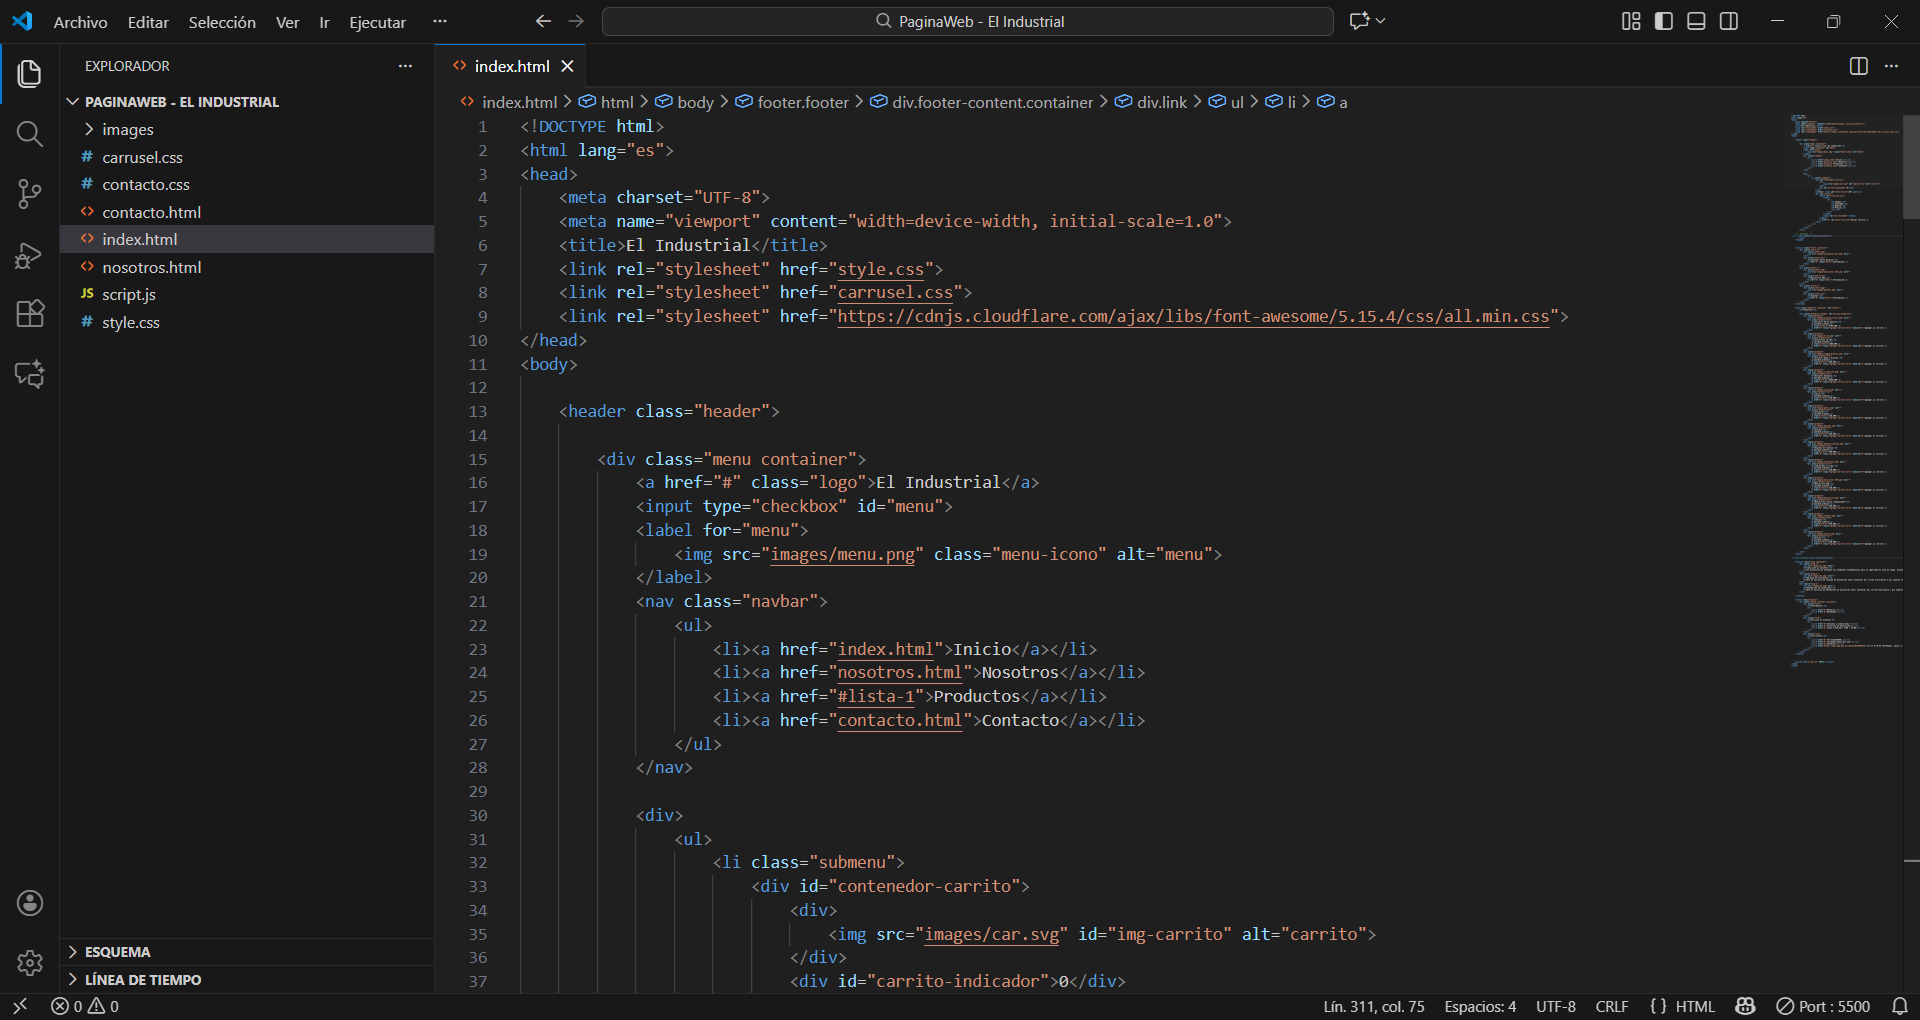 Archivo Editar Selección Ver Ir Ejecutar ··· PaginaWeb - El Industrial
EXPLORADOR
PAGINAWEB - EL INDUSTRIAL
images
# carrusel.css
# contacto.css
<> contacto.html
<> index.html
<> nosotros.html
JS script.js
# style.css
ESQUEMA
LÍNEA DE TIEMPO
<> index.html
<> index.html > html > body > footer.footer > div.footer-content.container > div.link > ul > li > a
1 <!DOCTYPE html>
2 <html lang="es">
3 <head>
4 <meta charset="UTF-8">
5 <meta name="viewport" content="width=device-width, initial-scale=1.0">
6 <title>El Industrial</title>
7 <link rel="stylesheet" href="style.css">
8 <link rel="stylesheet" href="carrusel.css">
9 <link rel="stylesheet" href="https://cdnjs.cloudflare.com/ajax/libs/font-awesome/5.15.4/css/all.min.css">
10 </head>
11 <body>
12
13 <header class="header">
14
15 <div class="menu container">
16 <a href="#" class="logo">El Industrial</a>
17 <input type="checkbox" id="menu">
18 <label for="menu">
19 <img src="images/menu.png" class="menu-icono" alt="menu">
20 </label>
21 <nav class="navbar">
22 <ul>
23 <li><a href="index.html">Inicio</a></li>
24 <li><a href="nosotros.html">Nosotros</a></li>
25 <li><a href="#lista-1">Productos</a></li>
26 <li><a href="contacto.html">Contacto</a></li>
27 </ul>
28 </nav>
29
30 <div>
31 <ul>
32 <li class="submenu">
33 <div id="contenedor-carrito">
34 <div>
35 <img src="images/car.svg" id="img-carrito" alt="carrito">
36 </div>
37 <div id="carrito-indicador">0</div>
0 0 Lín. 311, col. 75 Espacios: 4 UTF-8 CRLF {} HTML Port : 5500